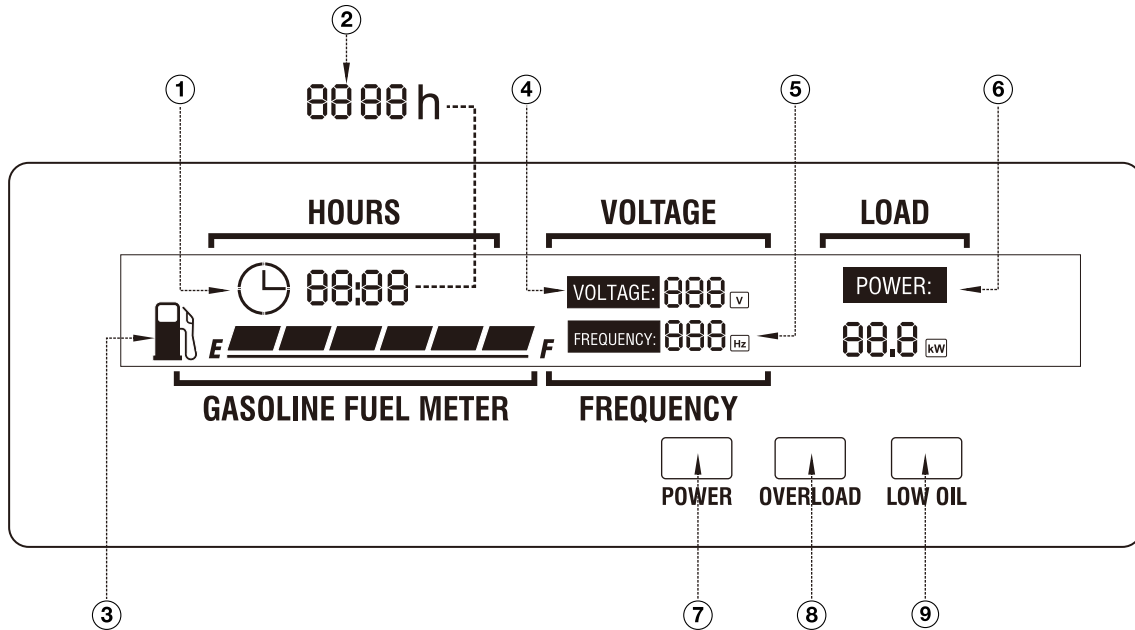 2
1
8888 h
4
5
6
HOURS
VOLTAGE
LOAD
88:88
VOLTAGE: 888 V
POWER:
3
E
F
FREQUENCY: 888 Hz
88.8 kW
GASOLINE FUEL METER
FREQUENCY
POWER
OVERLOAD
LOW OIL
7
8
9